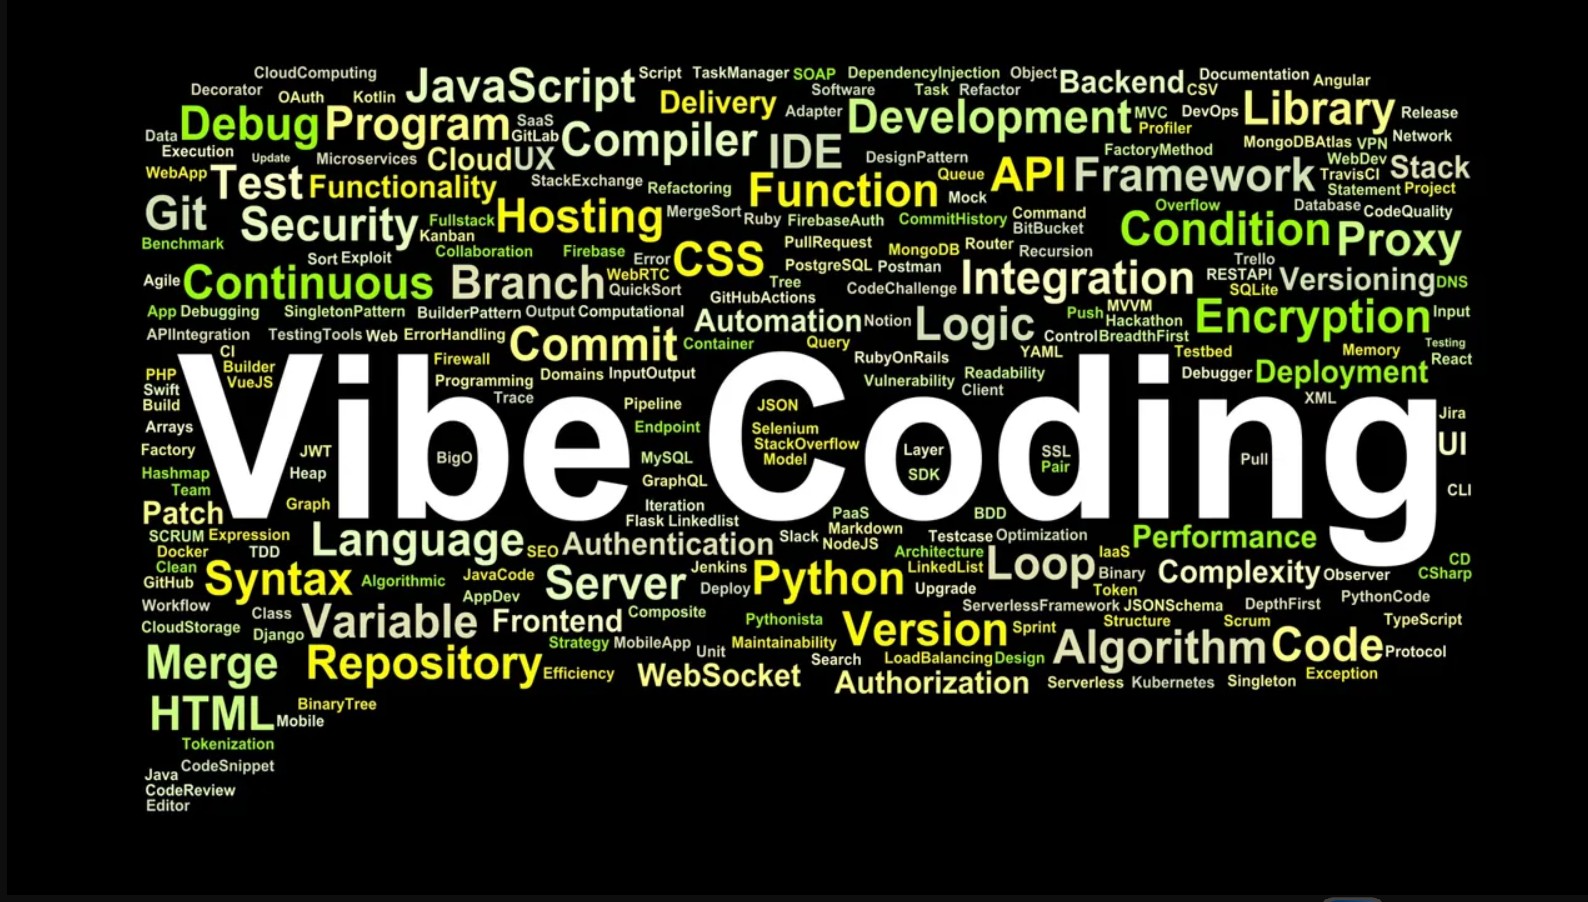 CloudComputing JavaScript Script TaskManager SOAP DependencyInjection Object Backend Documentation Angular
Decorator OAuth Kotlin Delivery Software Task Refactor CSV Library
Debug Program SaaS Adapter Development MVC DevOps Release
Data GitLab Compiler IDE Profiler MongoDBAtlas VPN Network
Execution Update Microservices Cloud UX DesignPattern FactoryMethod WebDev Stack
WebApp Test Functionality StackExchange Refactoring Function Queue API Framework TravisCI
Mock Statement Project
Git Security Fullstack Hosting MergeSort Ruby FirebaseAuth CommitHistory Command Overflow Database CodeQuality
Kanban BitBucket Condition Proxy
Benchmark Collaboration Firebase Error CSS PullRequest MongoDB Router Recursion
Sort Exploit PostgreSQL Postman Trello
Agile Continuous Branch WebRTC Tree CodeChallenge Integration RESTAPI Versioning DNS
QuickSort GitHubActions SQLite
App Debugging SingletonPattern BuilderPattern Output Computational Automation Notion Logic Push MVVM Encryption Input
Hackathon
APIIntegration TestingTools Web ErrorHandling Commit Container Query Control BreadthFirst Testing
CI Firewall RubyOnRails YAML Testbed Memory React
PHP Builder Domains InputOutput Readability Debugger Deployment
VueJS Programming Vulnerability Client
Swift Trace XML
Build Pipeline JSON Jira
Vibe Coding
Arrays Endpoint Selenium
Factory JWT BigO MySQL StackOverflow Layer SSL Pull UI
Model Pair
Hashmap Heap GraphQL SDK
Team CLI
Patch Graph Iteration PaaS BDD
Flask Linkedlist Markdown
SCRUM Expression Language SEO Authentication Slack NodeJS Testcase Optimization Performance
Docker TDD Architecture IaaS CD
Clean Syntax Algorithmic JavaCode Server Jenkins Python LinkedList Loop Binary Complexity Observer CSharp
GitHub AppDev Deploy Upgrade Token PythonCode
Workflow Class Variable Frontend Composite ServerlessFramework JSONSchema DepthFirst
CloudStorage Django Pythonista Version Sprint Structure Scrum TypeScript
Strategy MobileApp Unit Maintainability Algorithm Code Protocol
Merge Repository Efficiency WebSocket Search LoadBalancing Design
Authorization Serverless Kubernetes Singleton Exception
HTML BinaryTree
Mobile
Tokenization
CodeSnippet
Java
CodeReview
Editor